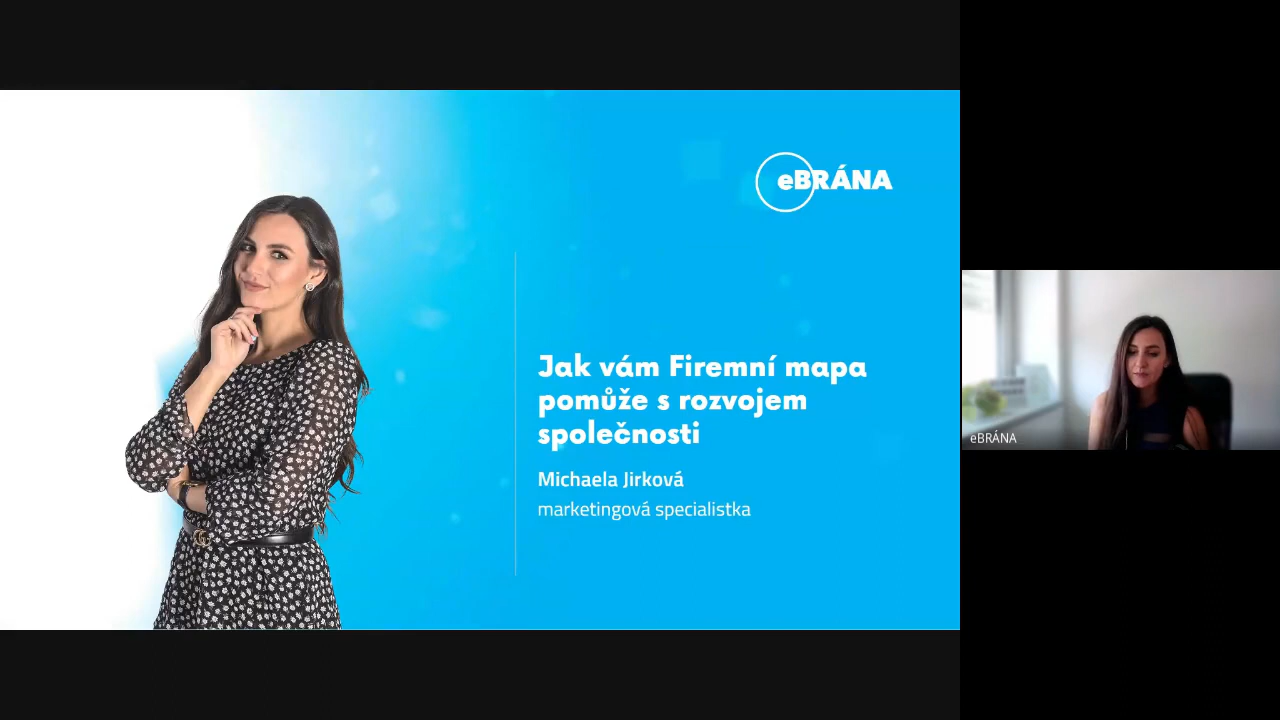 eBRÁNA
Jak vám Firemní mapa
pomůže s rozvojem
společnosti
Michaela Jirková
marketingová specialistka
eBRÁNA